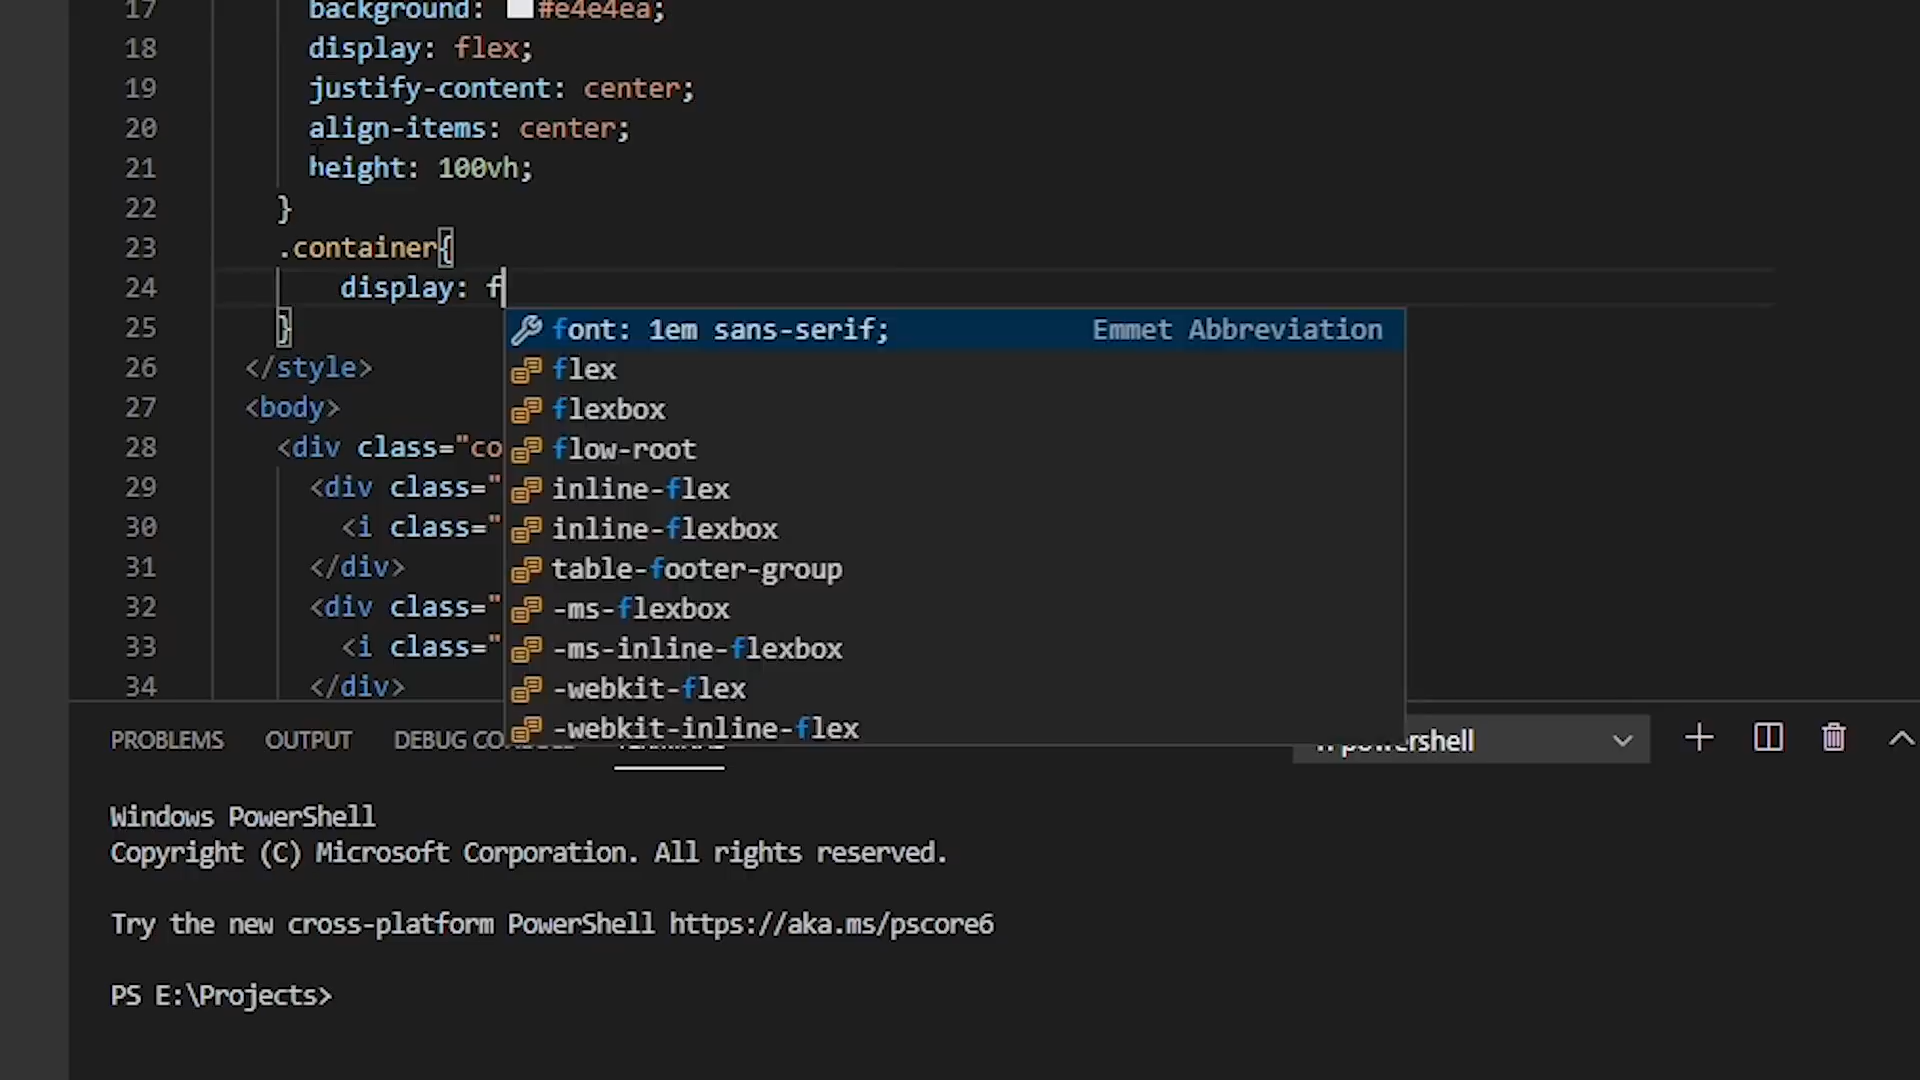 17 background: #e4e4ea;
18 display: flex;
19 justify-content: center;
20 align-items: center;
21 height: 100vh;
22 }
23 .container{
24 display: f
25 }
font: 1em sans-serif; Emmet Abbreviation
26 </style>
flex
27 <body>
flexbox
28 <div class="co
flow-root
29 <div class="
inline-flex
30 <i class="
inline-flexbox
31 </div>
table-footer-group
32 <div class="
-ms-flexbox
33 <i class="
-ms-inline-flexbox
34 </div>
-webkit-flex
-webkit-inline-flex
PROBLEMS OUTPUT DEBUG powershell
Windows PowerShell
Copyright (C) Microsoft Corporation. All rights reserved.
Try the new cross-platform PowerShell https://aka.ms/pscore6
PS E:\Projects>